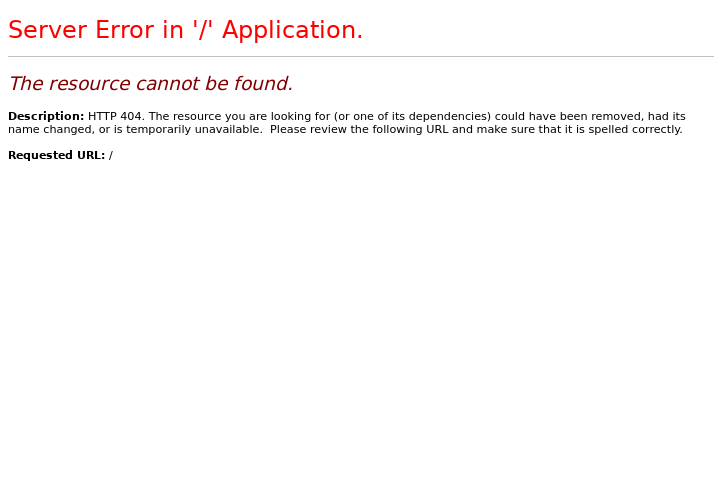 Server Error in '/' Application.
The resource cannot be found.
Description: HTTP 404. The resource you are looking for (or one of its dependencies) could have been removed, had its
name changed, or is temporarily unavailable.  Please review the following URL and make sure that it is spelled correctly.
Requested URL: /